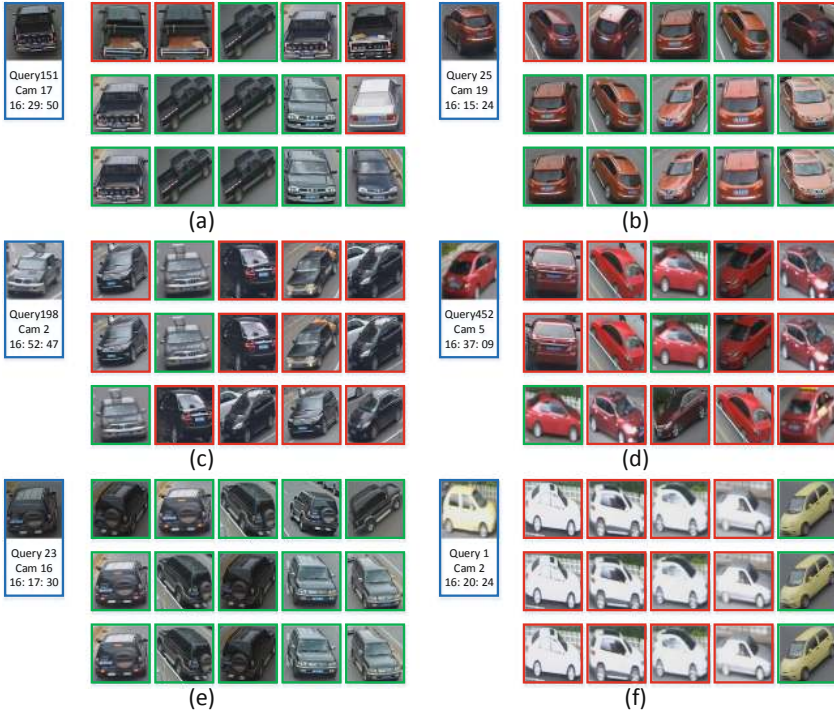 Query151
Cam 17
16: 29: 50
(a)
Query 25
Cam 19
16: 15: 24
(b)
Query198
Cam 2
16: 52: 47
(c)
Query452
Cam 5
16: 37: 09
(d)
Query 23
Cam 16
16: 17: 30
(e)
Query 1
Cam 2
16: 20: 24
(f)